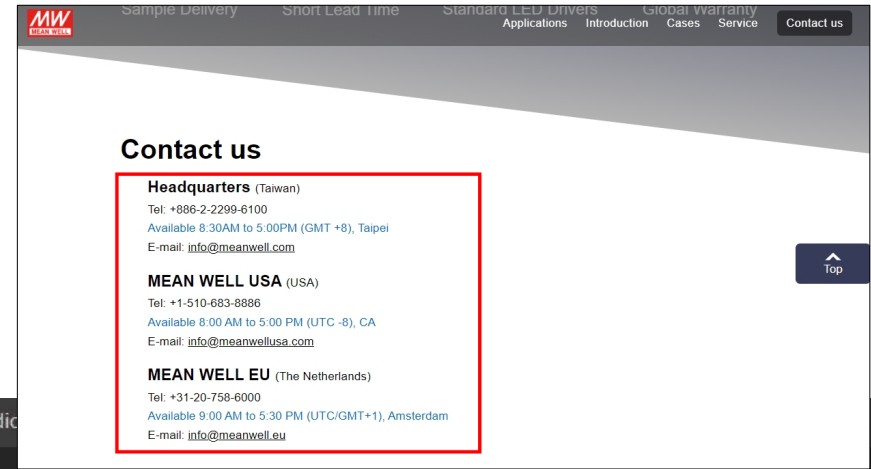 Sample Delivery Short Lead Time Standard LED Drivers Global Warranty
MW
MEAN WELL
Applications Introduction Cases Service Contact us
Contact us
Headquarters (Taiwan)
Tel: +886-2-2299-6100
Available 8:30AM to 5:00PM (GMT +8), Taipei
E-mail: info@meanwell.com
Top
MEAN WELL USA (USA)
Tel: +1-510-683-8886
Available 8:00 AM to 5:00 PM (UTC -8), CA
E-mail: info@meanwellusa.com
MEAN WELL EU (The Netherlands)
Tel: +31-20-758-6000
Available 9:00 AM to 5:30 PM (UTC/GMT+1), Amsterdam
E-mail: info@meanwell.eu